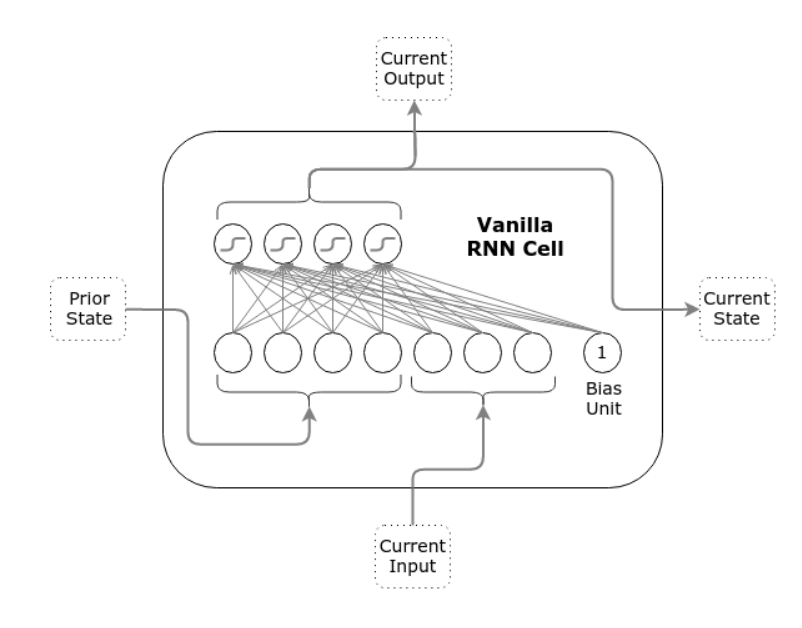 Current
Output
Vanilla
RNN Cell
Prior
State
Current
State
1
Bias
Unit
Current
Input